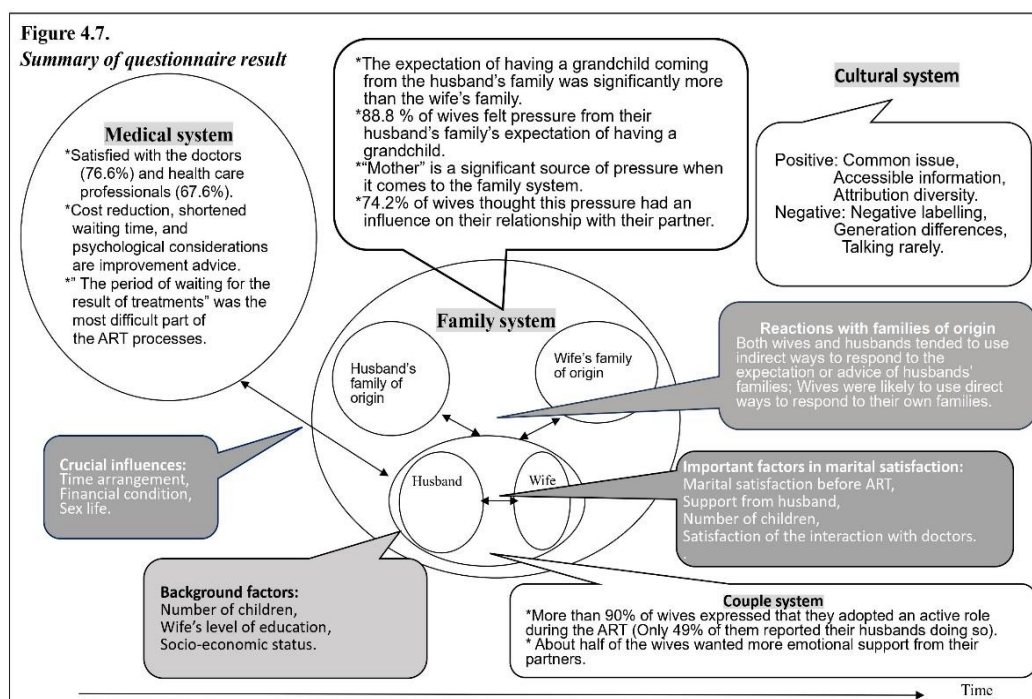 Figure 4.7.
Summary of questionnaire result
Medical system
*Satisfied with the doctors
(76.6%) and health care
professionals (67.6%).
*Cost reduction, shortened
waiting time, and
psychological considerations
are improvement advice.
*" The period of waiting for the
result of treatments" was the
most difficult part of
the ART processes.
*The expectation of having a grandchild coming
from the husband's family was significantly more
than the wife's family.
*88.8 % of wives felt pressure from their
husband's family's expectation of having a
grandchild.
*"Mother" is a significant source of pressure when
it comes to the family system.
*74.2% of wives thought this pressure had an
influence on their relationship with their partner.
Cultural system
Positive: Common issue,
Accessible information,
Attribution diversity.
Negative: Negative labelling,
Generation differences,
Talking rarely.
Family system
Husband's
family of
origin
Wife's family
of origin
Reactions with families of origin
Both wives and husbands tended to use
indirect ways to respond to the
expectation or advice of husbands'
families; Wives were likely to use direct
ways to respond to their own families.
Crucial influences:
Time arrangement,
Financial condition,
Sex life.
Husband
Wife
Important factors in marital satisfaction:
Marital satisfaction before ART,
Support from husband,
Number of children,
Satisfaction of the interaction with doctors.
.
Background factors:
Number of children,
Wife's level of education,
Socio-economic status.
Couple system
*More than 90% of wives expressed that they adopted an active role
during the ART (Only 49% of them reported their husbands doing so).
* About half of the wives wanted more emotional support from their
partners.
Time